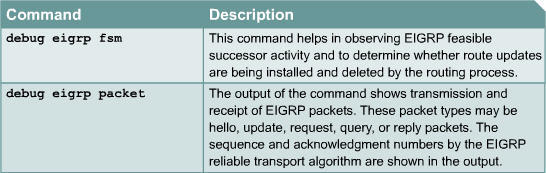 Command Description
debug eigrp fsm This command helps in observing EIGRP feasible
successor activity and to determine whether route updates
are being installed and deleted by the routing process.
debug eigrp packet The output of the command shows transmission and
receipt of EIGRP packets. These packet types may be
hello, update, request, query, or reply packets. The
sequence and acknowledgment numbers by the EIGRP
reliable transport algorithm are shown in the output.